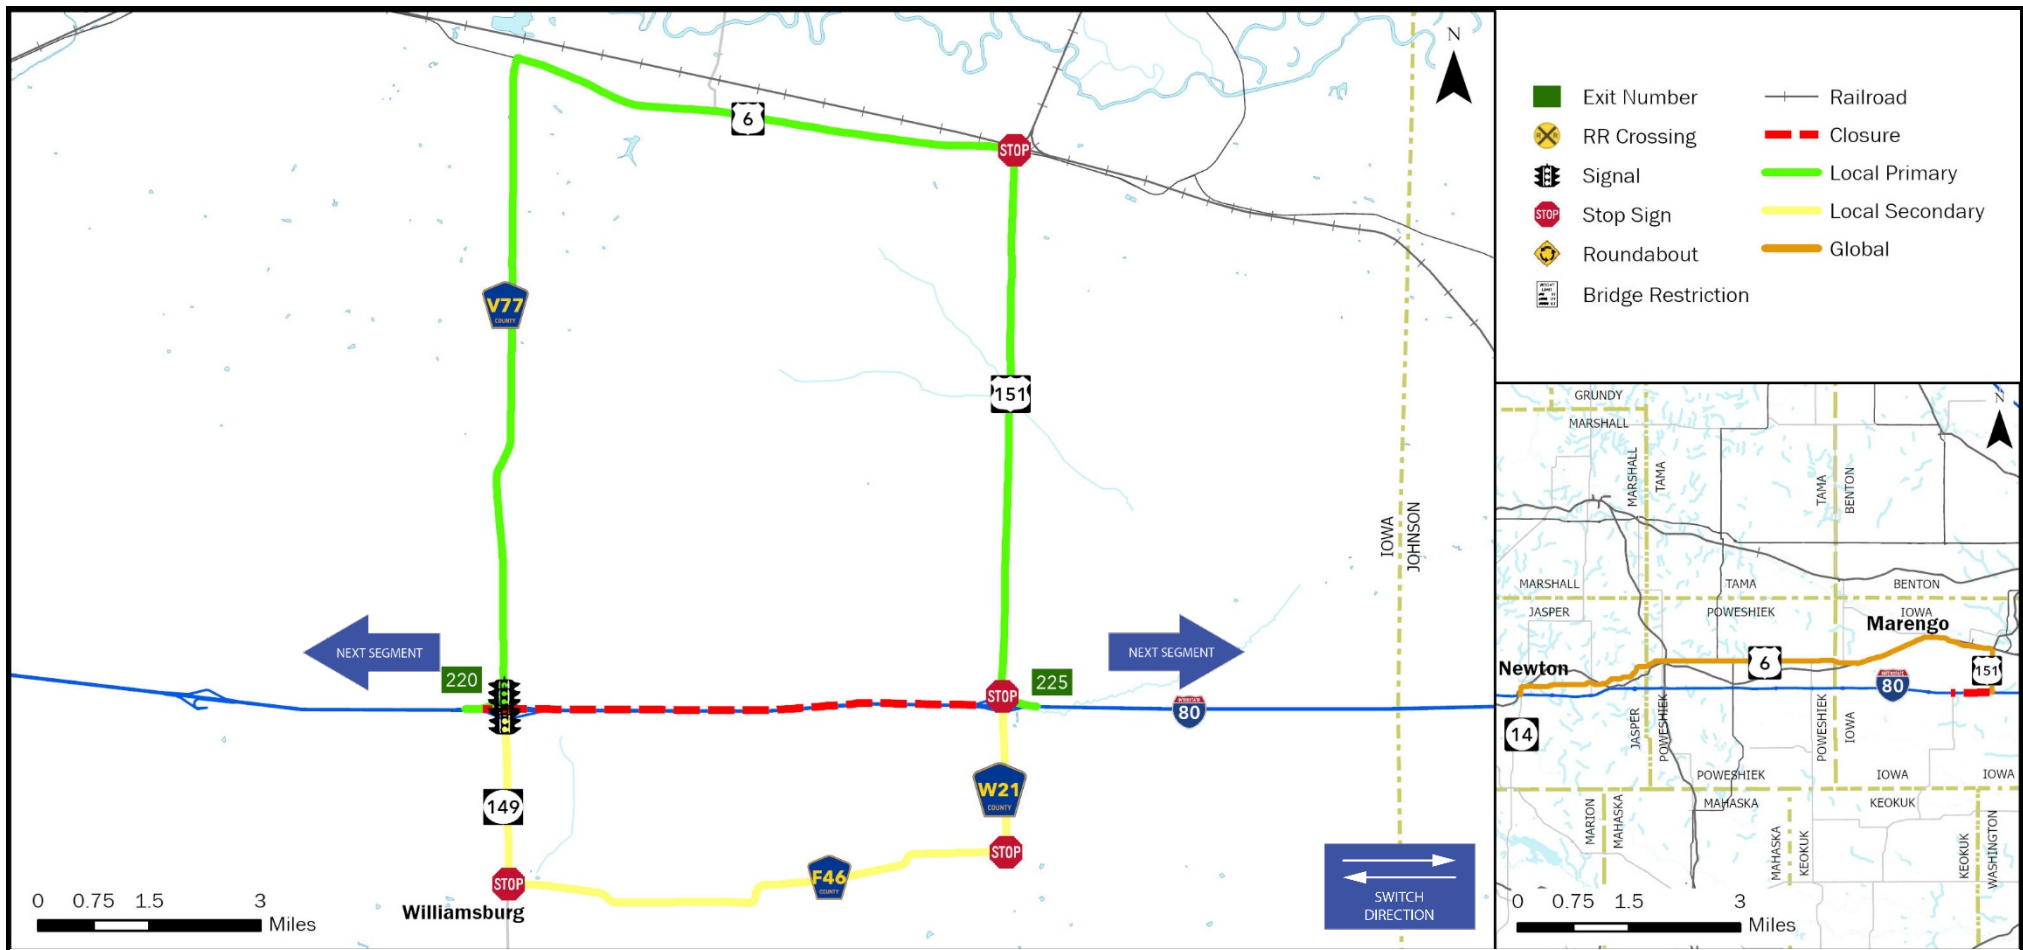 N
6
STOP
V77
COUNTY
151
IOWA
JOHNSON
NEXT SEGMENT
NEXT SEGMENT
220
STOP
225
80
149
W21
COUNTY
STOP
STOP
F46
COUNTY
Williamsburg
0 0.75 1.5 3
Miles
SWITCH
DIRECTION
Exit Number
RR Crossing
Signal
STOP
Stop Sign
Roundabout
Bridge Restriction
Railroad
Closure
Local Primary
Local Secondary
Global
N
GRUNDY
MARSHALL
MARSHALL
TAMA
TAMA
BENTON
MARSHALL
TAMA
BENTON
JASPER
POWESHIEK
IOWA
Marengo
Newton
6
151
80
14
JASPER
POWESHIEK
POWESHIEK
IOWA
POWESHIEK
IOWA
IOWA
MAHASKA
KEOKUK
MARION
MAHASKA
MAHASKA
KEOKUK
KEOKUK
WASHINGTON
0 0.75 1.5 3
Miles